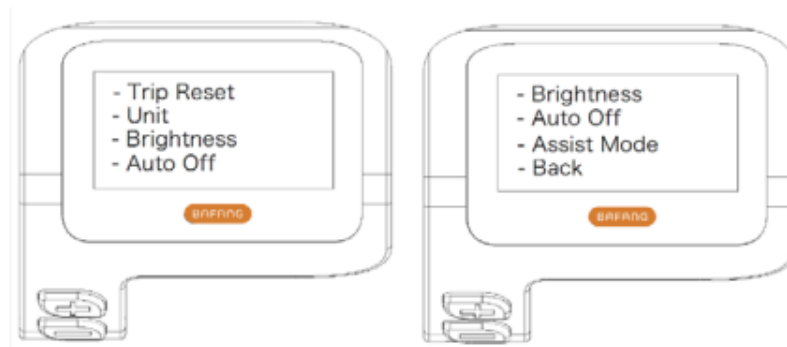 - Trip Reset
- Unit
- Brightness
- Auto Off
BAFANG
- Brightness
- Auto Off
- Assist Mode
- Back
BAFANG